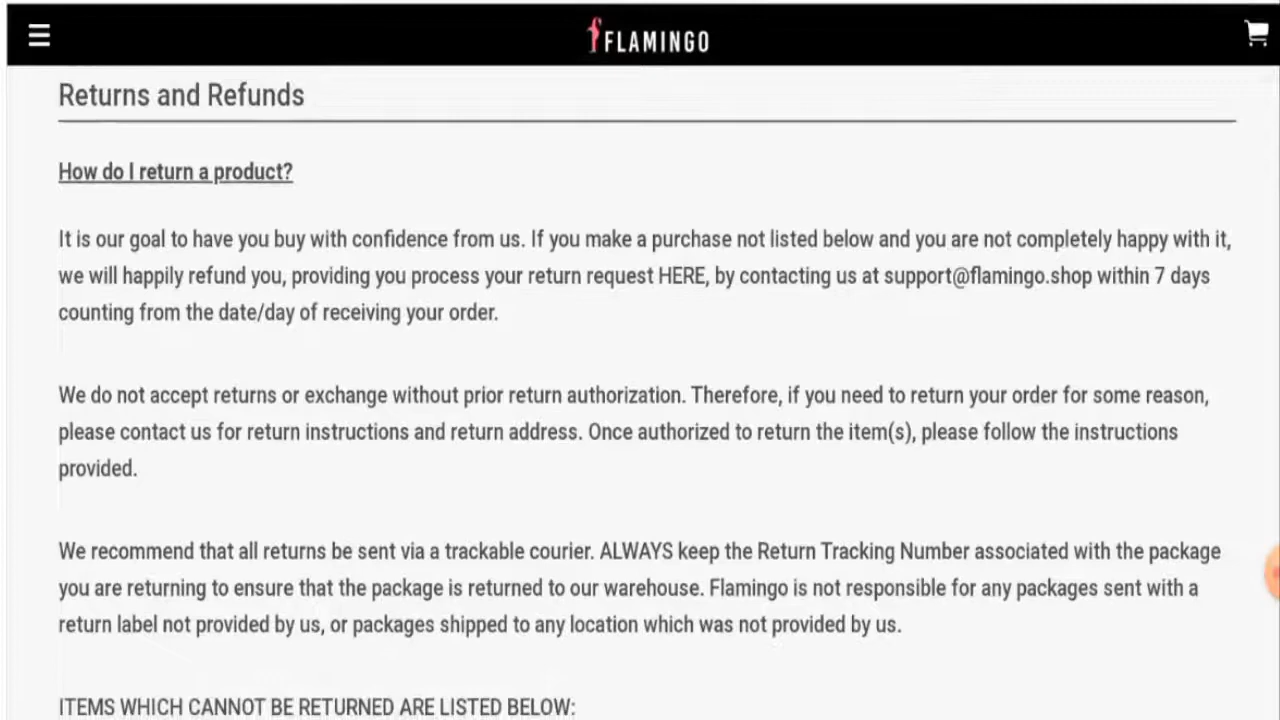 FLAMINGO
Returns and Refunds
How do I return a product?
It is our goal to have you buy with confidence from us. If you make a purchase not listed below and you are not completely happy with it,
we will happily refund you, providing you process your return request HERE, by contacting us at support@flamingo.shop within 7 days
counting from the date/day of receiving your order.
We do not accept returns or exchange without prior return authorization. Therefore, if you need to return your order for some reason,
please contact us for return instructions and return address. Once authorized to return the item(s), please follow the instructions
provided.
We recommend that all returns be sent via a trackable courier. ALWAYS keep the Return Tracking Number associated with the package
you are returning to ensure that the package is returned to our warehouse. Flamingo is not responsible for any packages sent with a
return label not provided by us, or packages shipped to any location which was not provided by us.
ITEMS WHICH CANNOT BE RETURNED ARE LISTED BELOW: